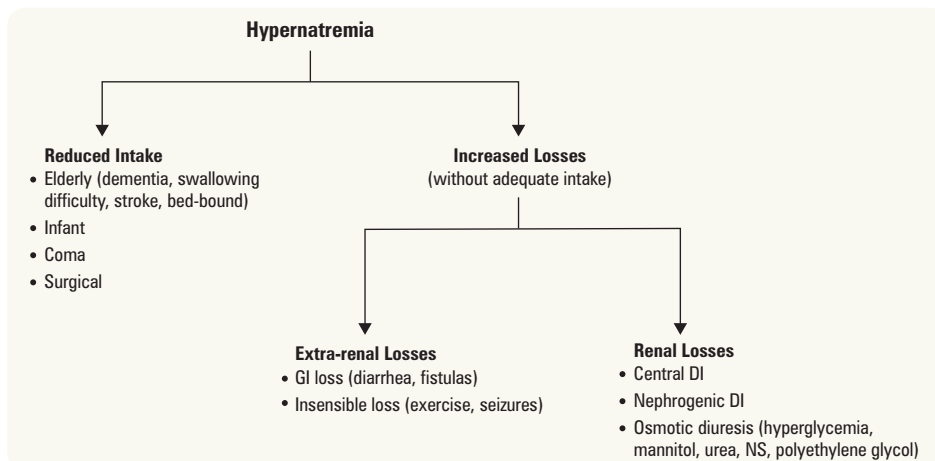 Hypernatremia
Reduced Intake
• Elderly (dementia, swallowing
difficulty, stroke, bed-bound)
• Infant
• Coma
• Surgical
Increased Losses
(without adequate intake)
Extra-renal Losses
• GI loss (diarrhea, fistulas)
• Insensible loss (exercise, seizures)
Renal Losses
• Central DI
• Nephrogenic DI
• Osmotic diuresis (hyperglycemia,
mannitol, urea, NS, polyethylene glycol)